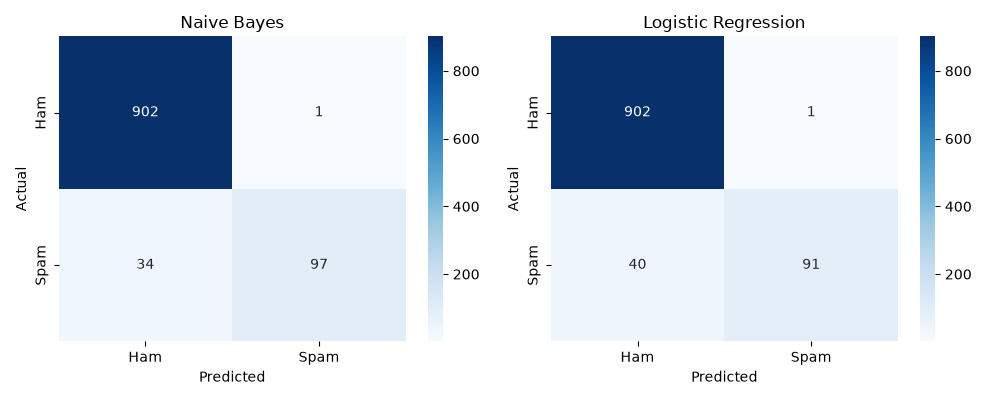 Naive Bayes
Ham
902
1
Actual
Spam
34
97
Ham
Spam
Predicted
800
600
400
200
Logistic Regression
Ham
902
1
Actual
Spam
40
91
Ham
Spam
Predicted
800
600
400
200